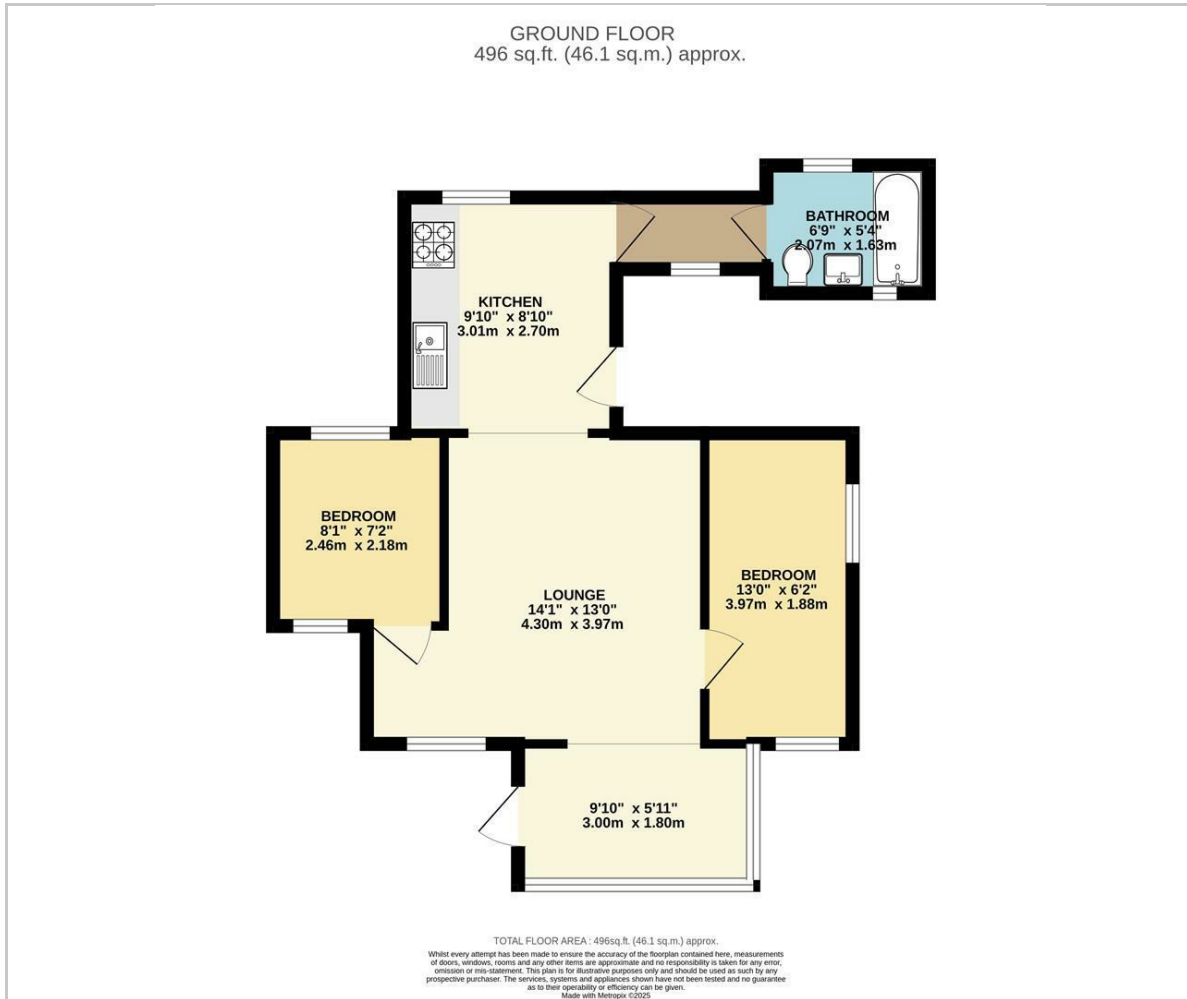 GROUND FLOOR
496 sq.ft. (46.1 sq.m.) approx.
BATHROOM
6'9" x 5'4"
2.07m x 1.63m
KITCHEN
9'10" x 8'10"
3.01m x 2.70m
BEDROOM
8'1" x 7'2"
2.46m x 2.18m
LOUNGE
14'1" x 13'0"
4.30m x 3.97m
BEDROOM
13'0" x 6'2"
3.97m x 1.88m
9'10" x 5'11"
3.00m x 1.80m
TOTAL FLOOR AREA : 496sq.ft. (46.1 sq.m.) approx.
Whilst every attempt has been made to ensure the accuracy of the floorplan contained here, measurements
of doors, windows, rooms and any other items are approximate and no responsibility is taken for any error,
omission or mis-statement. This plan is for illustrative purposes only and should be used as such by any
prospective purchaser. The services, systems and appliances shown have not been tested and no guarantee
as to their operability or efficiency can be given.
Made with Metropix ©2025